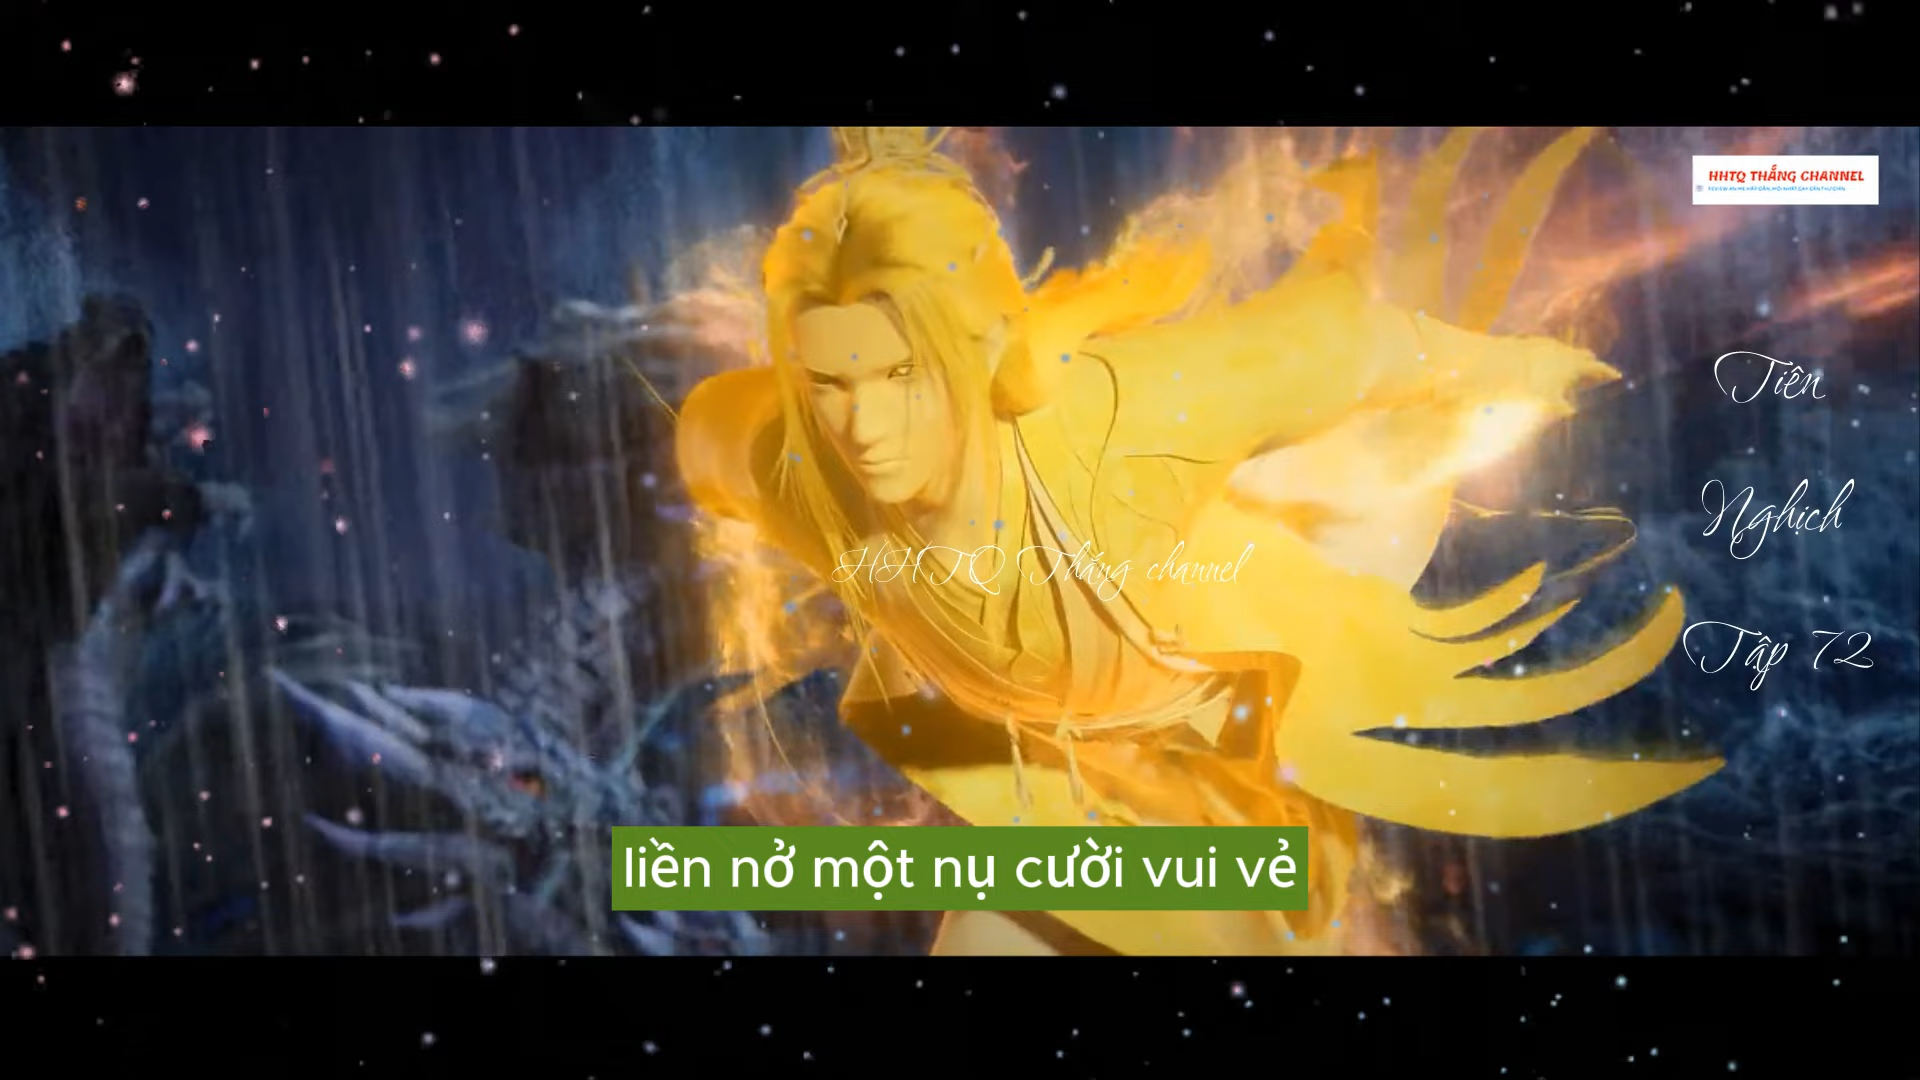 HHTQ THẮNG CHANNEL
Tiên
Nghịch
HHTQ Thắng channel
Tập 72
liền nở một nụ cười vui vẻ